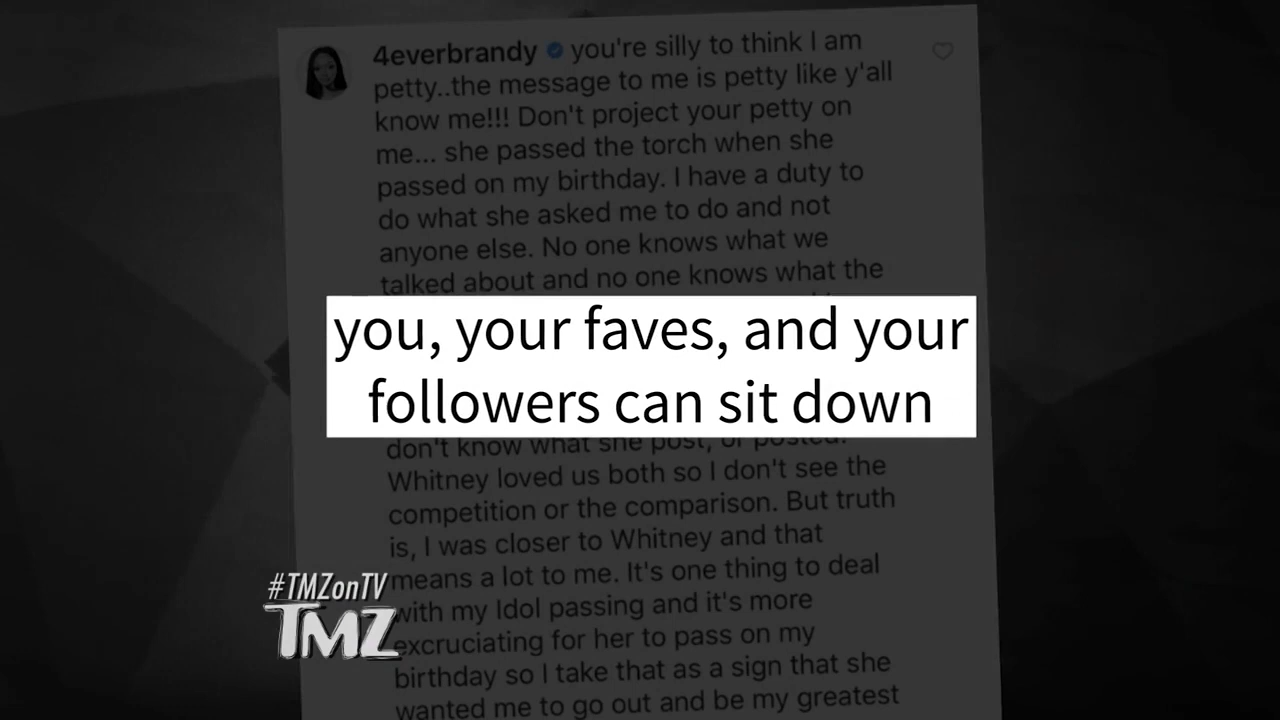 4everbrandy you're silly to think I am
petty..the message to me is petty like y'all
know me!!! Don't project your petty on
me... she passed the torch when she
passed on my birthday. I have a duty to
do what she asked me to do and not
anyone else. No one knows what we
talked about and no one knows what the
you, your faves, and your
followers can sit down
don't know what she post, or posted.
Whitney loved us both so I don't see the
competition or the comparison. But truth
is, I was closer to Whitney and that
means a lot to me. It's one thing to deal
with my Idol passing and it's more
excruciating for her to pass on my
birthday so I take that as a sign that she
wanted me to go out and be my greatest
#TMZonTV
TMZ